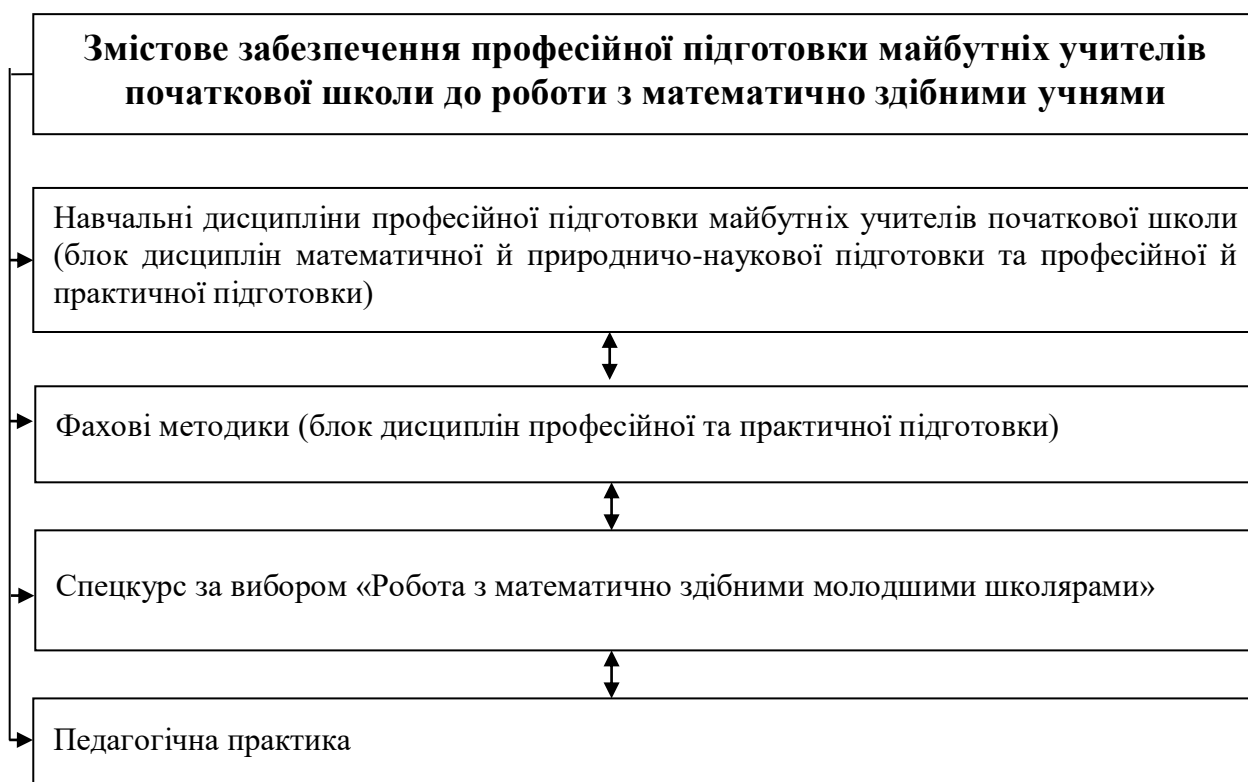 Змістове забезпечення професійної підготовки майбутніх учителів
початкової школи до роботи з математично здібними учнями
Навчальні дисципліни професійної підготовки майбутніх учителів початкової школи
(блок дисциплін математичної й природничо-наукової підготовки та професійної й
практичної підготовки)
Фахові методики (блок дисциплін професійної та практичної підготовки)
Спецкурс за вибором «Робота з математично здібними молодшими школярами»
Педагогічна практика